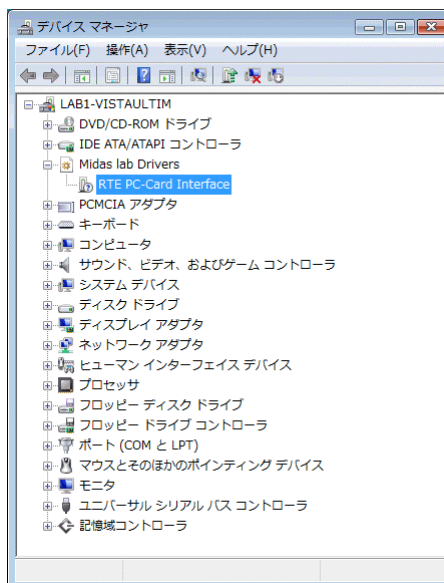 デバイス マネージャ
ファイル(F) 操作(A) 表示(V) ヘルプ(H)
LAB1-VISTAULTIM
DVD/CD-ROM ドライブ
IDE ATA/ATAPI コントローラ
Midas lab Drivers
RTE PC-Card Interface
PCMCIA アダプタ
キーボード
コンピュータ
サウンド、ビデオ、およびゲーム コントローラ
システム デバイス
ディスク ドライブ
ディスプレイ アダプタ
ネットワーク アダプタ
ヒューマン インターフェイス デバイス
プロセッサ
フロッピー ディスク ドライブ
フロッピー ドライブ コントローラ
ポート (COM と LPT)
マウスとそのほかのポインティング デバイス
モニタ
ユニバーサル シリアル バス コントローラ
記憶域コントローラ